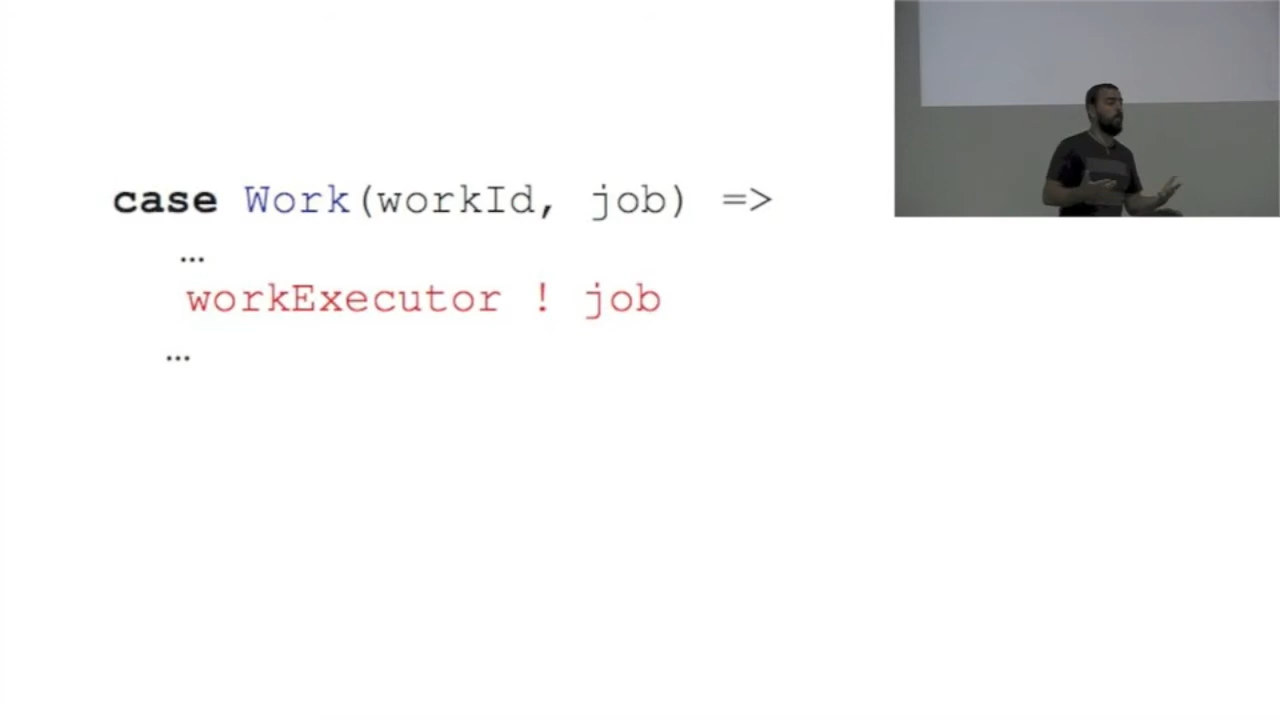 case Work(workId, job) =>
…
workExecutor ! job
…